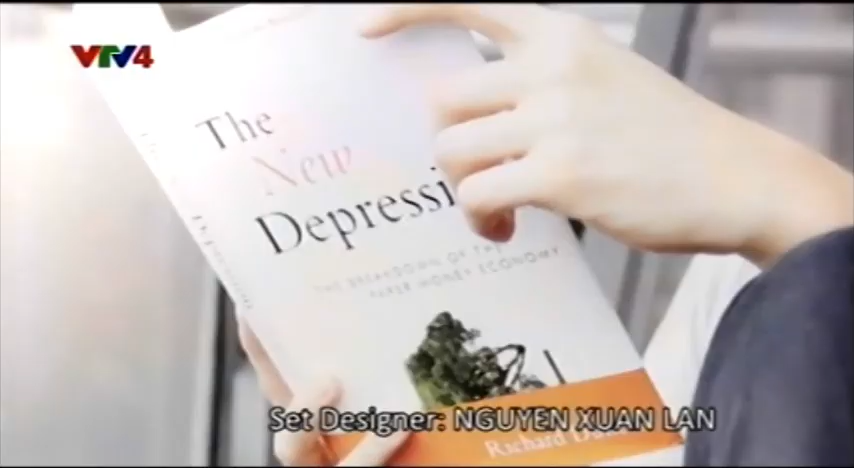 VTV4
The
New
Depressi
THE BREAKDOWN OF THE
PAPER MONEY ECONOMY
Set Designer: NGUYEN XUAN LAN
Richard